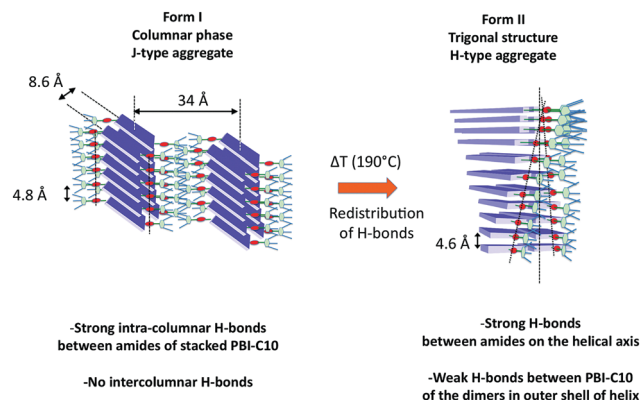 Form I
Columnar phase
J-type aggregate
8.6 Å
34 Å
4.8 Å
-Strong intra-columnar H-bonds
between amides of stacked PBI-C10
-No intercolumnar H-bonds
ΔT (190°C)
Redistribution
of H-bonds
Form II
Trigonal structure
H-type aggregate
4.6 Å
-Strong H-bonds
between amides on the helical axis
-Weak H-bonds between PBI-C10
of the dimers in outer shell of helix